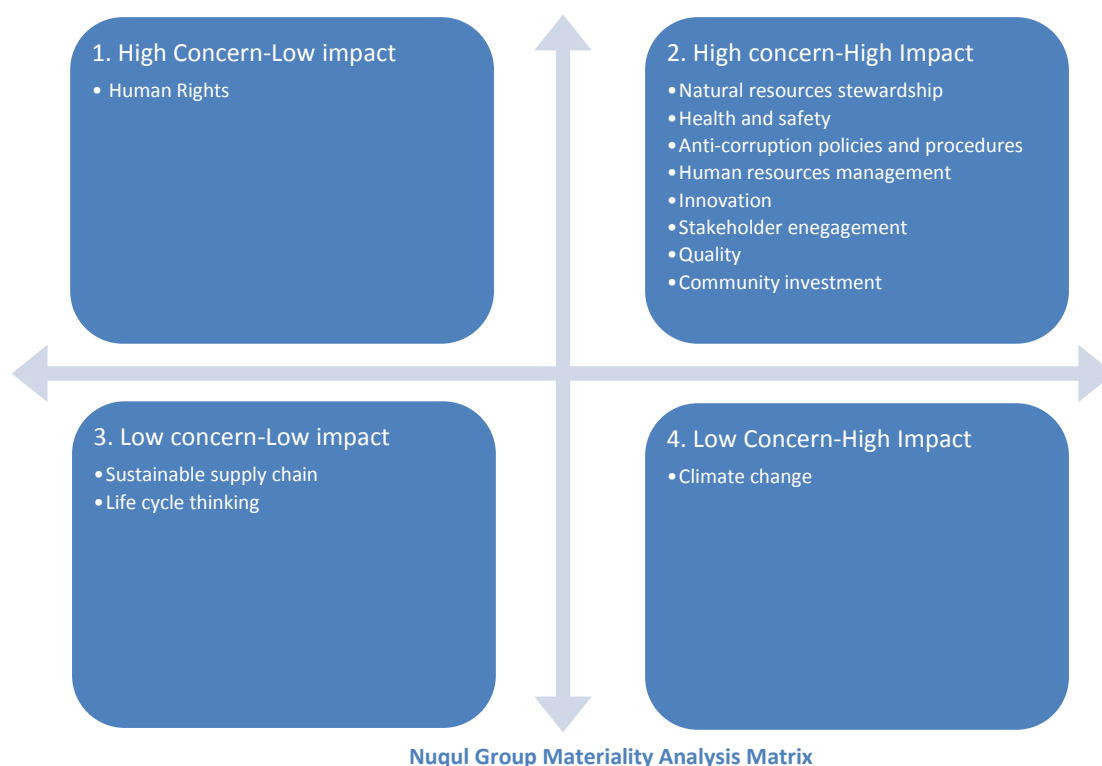 1. High Concern-Low impact
• Human Rights
2. High concern-High Impact
•Natural resources stewardship
•Health and safety
•Anti-corruption policies and procedures
•Human resources management
•Innovation
•Stakeholder enegagement
•Quality
•Community investment
3. Low concern-Low impact
•Sustainable supply chain
•Life cycle thinking
4. Low Concern-High Impact
•Climate change
Nuqul Group Materiality Analysis Matrix